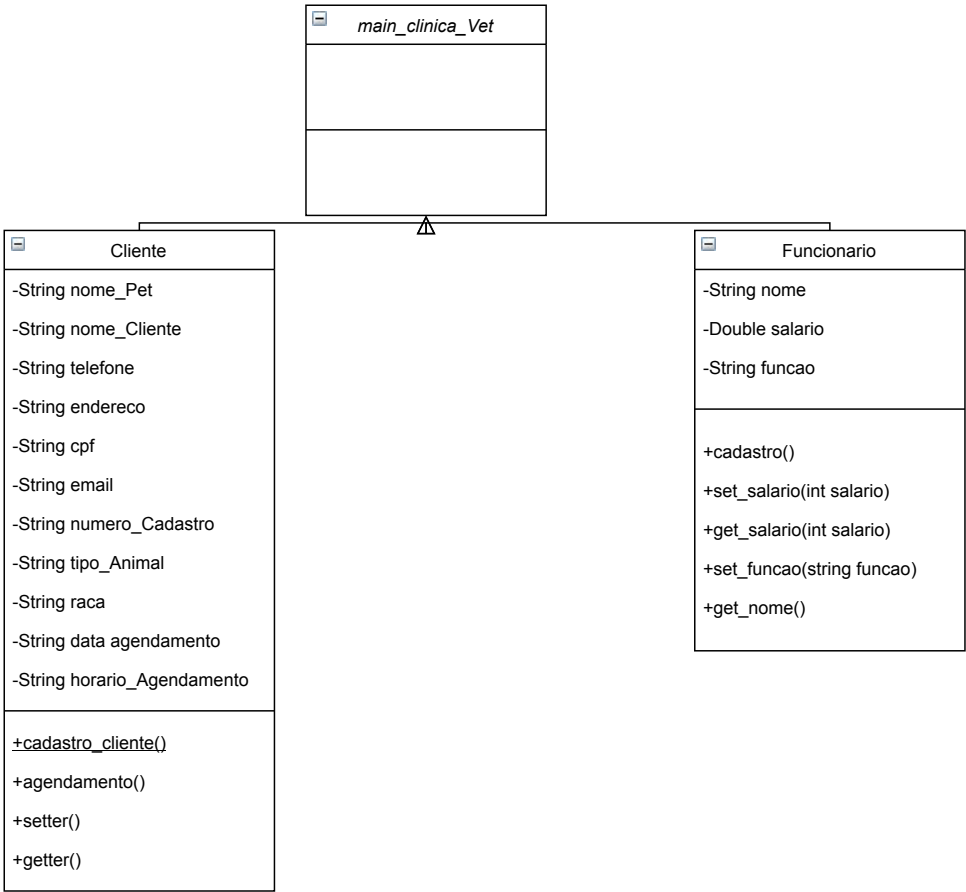 main_clinica_Vet
Cliente
-String nome_Pet
-String nome_Cliente
-String telefone
-String endereco
-String cpf
-String email
-String numero_Cadastro
-String tipo_Animal
-String raca
-String data agendamento
-String horario_Agendamento
+cadastro_cliente()
+agendamento()
+setter()
+getter()
Funcionario
-String nome
-Double salario
-String funcao
+cadastro()
+set_salario(int salario)
+get_salario(int salario)
+set_funcao(string funcao)
+get_nome()